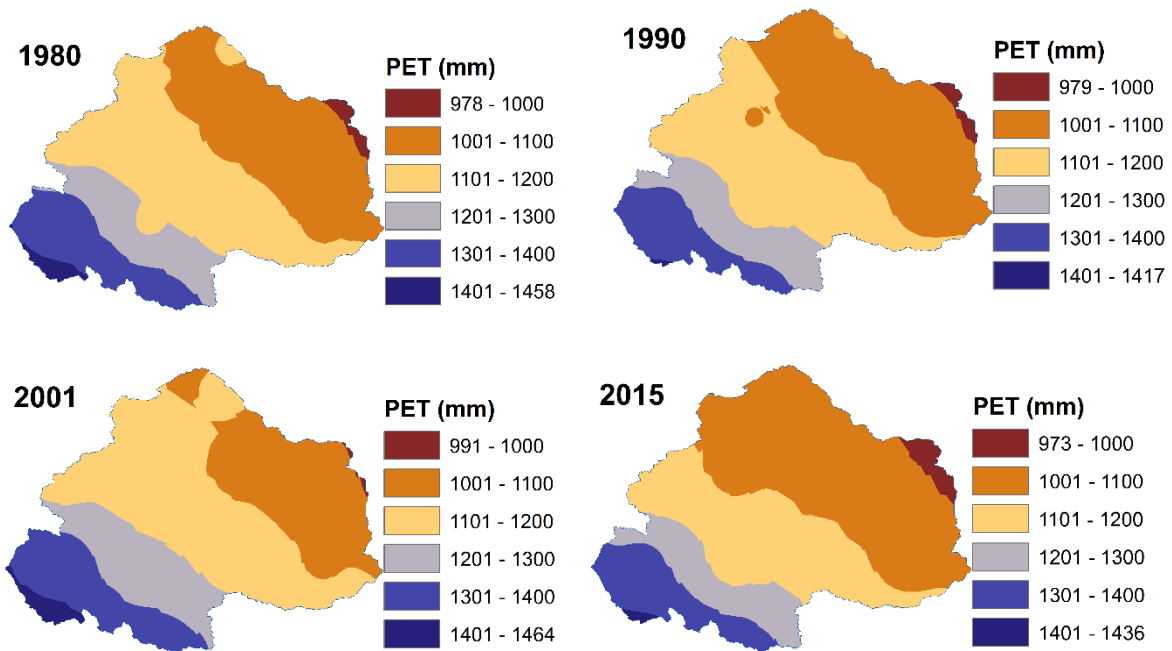 1980
PET (mm)
978 - 1000
1001 - 1100
1101 - 1200
1201 - 1300
1301 - 1400
1401 - 1458
1990
PET (mm)
979 - 1000
1001 - 1100
1101 - 1200
1201 - 1300
1301 - 1400
1401 - 1417
2001
PET (mm)
991 - 1000
1001 - 1100
1101 - 1200
1201 - 1300
1301 - 1400
1401 - 1464
2015
PET (mm)
973 - 1000
1001 - 1100
1101 - 1200
1201 - 1300
1301 - 1400
1401 - 1436